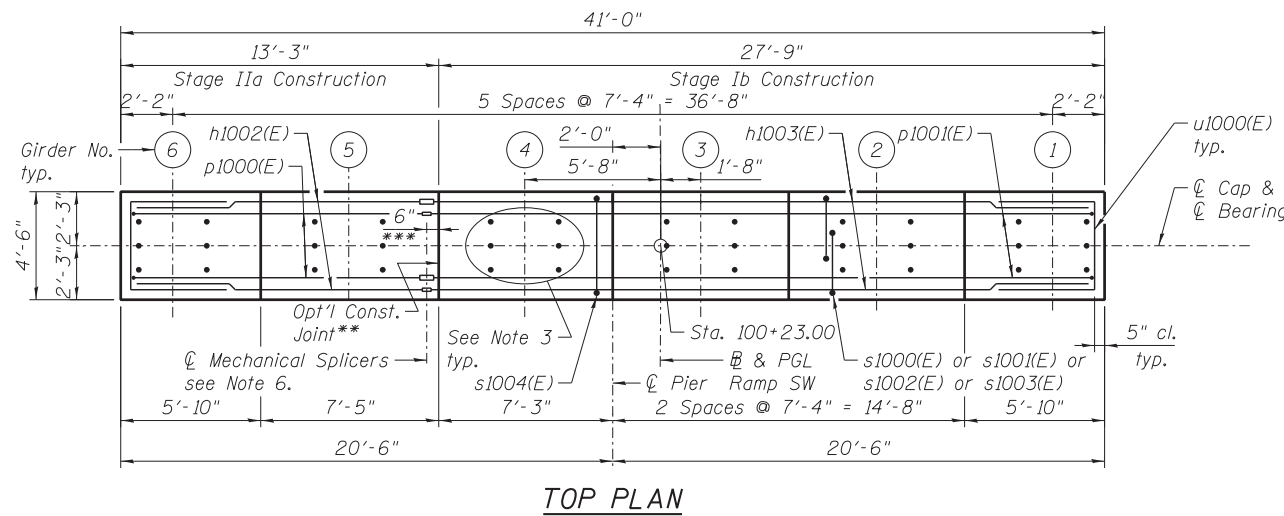 41'-0"
13'-3" 27'-9"
Stage IIa Construction Stage Ib Construction
2'-2" 5 Spaces @ 7'-4" = 36'-8" 2'-2"
h1002(E) 2'-0" h1003(E) p1001(E) u1000(E)
typ.
Girder No.
typ.
6 5 4 3 2 1
p1000(E) 5'-8" 1'-8"
℄ Cap &
℄ Bearing
4'-6" 2'-3" 2'-3"
6"
***
Opt'l Const.
Joint**
See Note 3
typ.
Sta. 100+23.00
5" cl.
typ.
℄ Mechanical Splicers
see Note 6.
s1004(E)
& PGL
Ramp SW
℄ Pier
s1000(E) or s1001(E) or
s1002(E) or s1003(E)
5'-10" 7'-5" 7'-3" 2 Spaces @ 7'-4" = 14'-8" 5'-10"
20'-6" 20'-6"
TOP PLAN